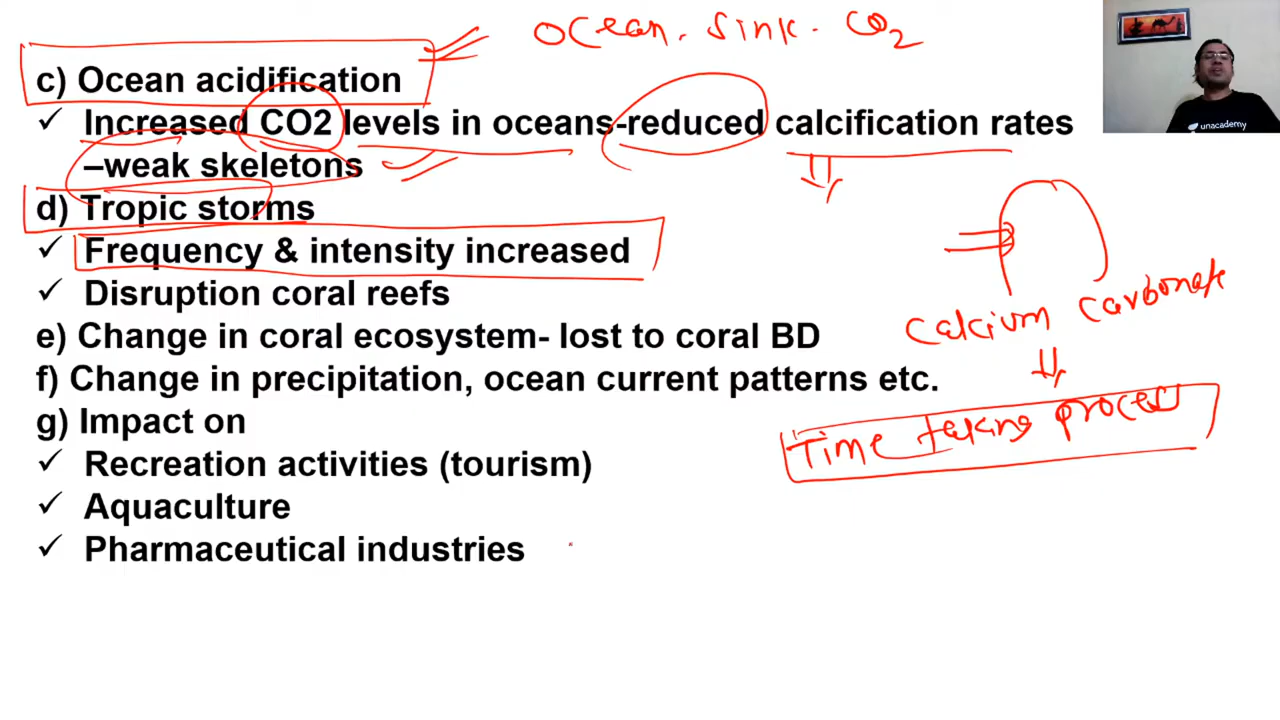 Ocean. Sink. CO2
c) Ocean acidification
✓ Increased CO2 levels in oceans-reduced calcification rates
–weak skeletons
d) Tropic storms
✓ Frequency & intensity increased
✓ Disruption coral reefs
e) Change in coral ecosystem- lost to coral BD
f) Change in precipitation, ocean current patterns etc.
g) Impact on
✓ Recreation activities (tourism)
✓ Aquaculture
✓ Pharmaceutical industries
Calcium carbonate
Time taking process
unacademy